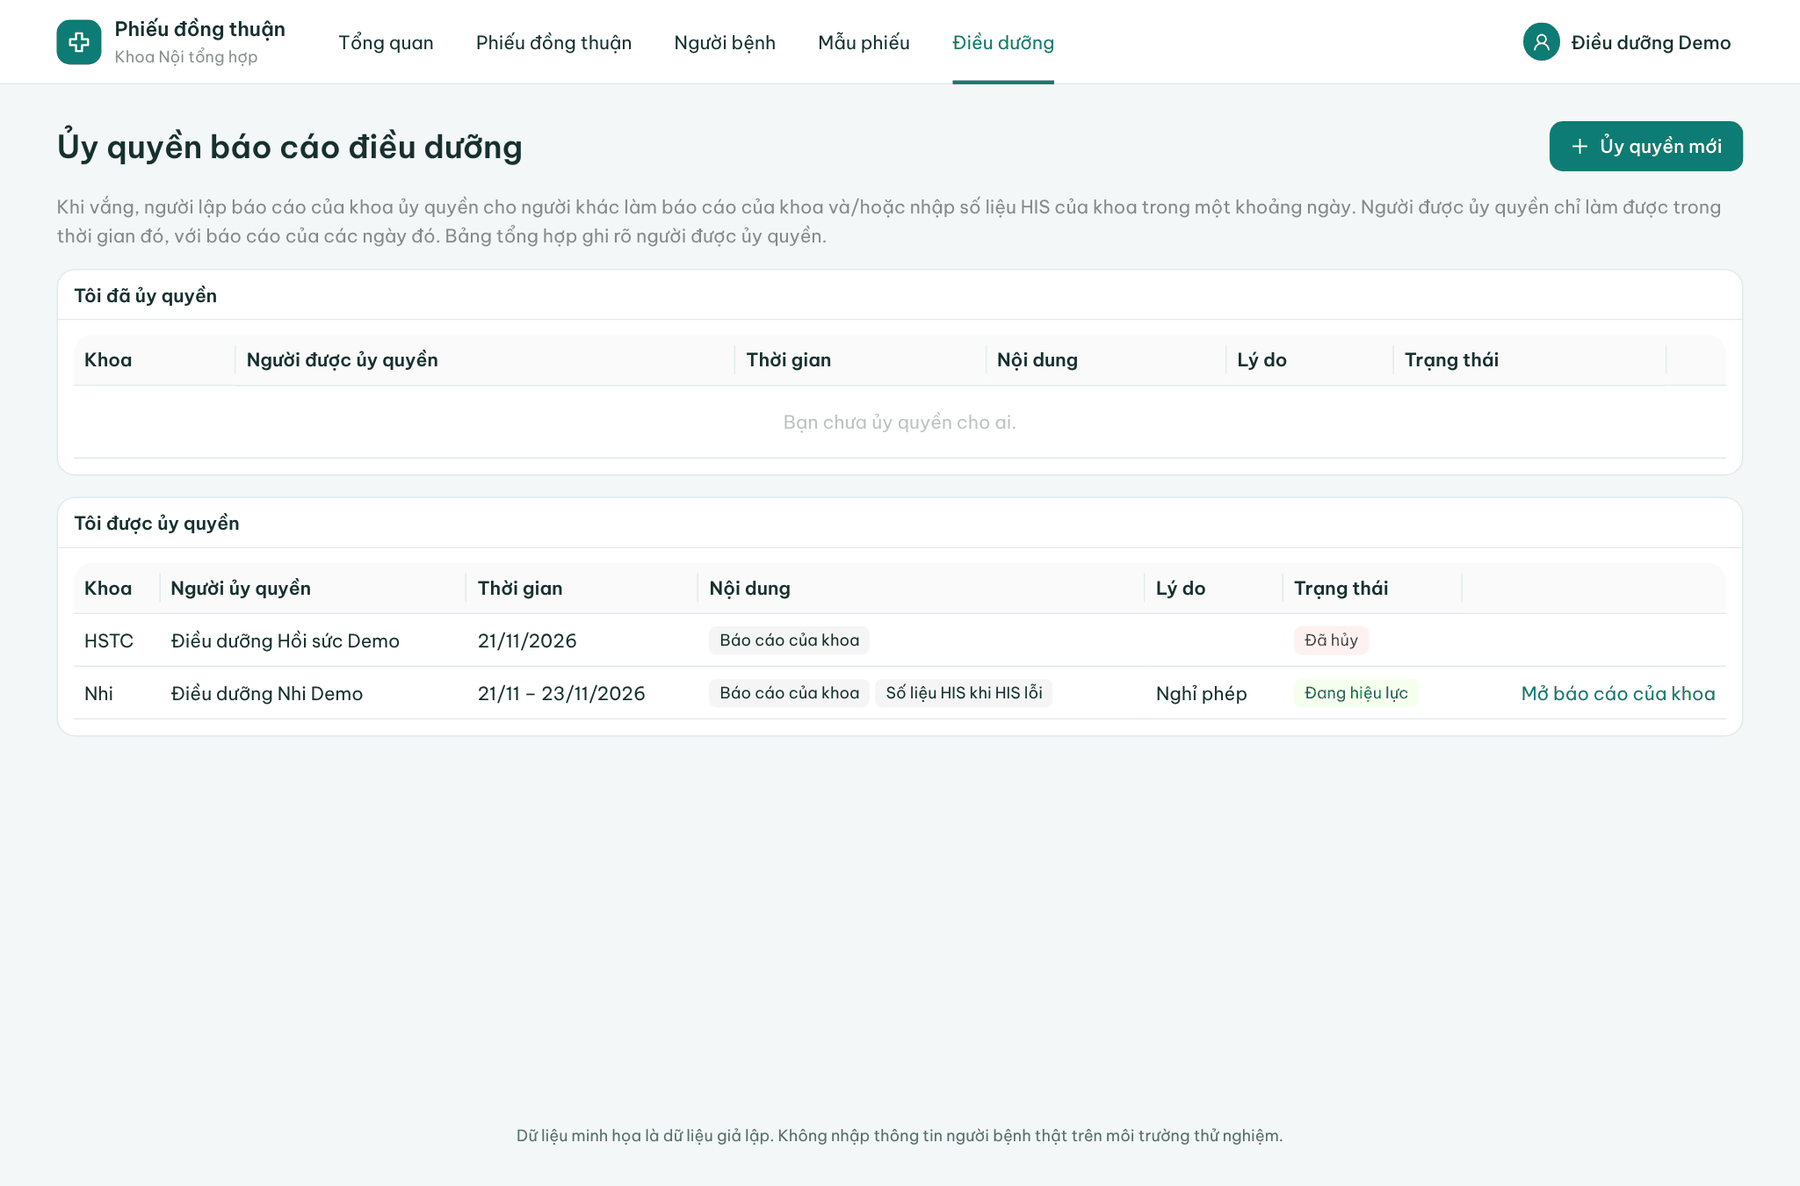 Phiếu đồng thuận
Khoa Nội tổng hợp
Tổng quan
Phiếu đồng thuận
Người bệnh
Mẫu phiếu
Điều dưỡng
Điều dưỡng Demo
Ủy quyền báo cáo điều dưỡng
Ủy quyền mới
Khi vắng, người lập báo cáo của khoa ủy quyền cho người khác làm báo cáo của khoa và/hoặc nhập số liệu HIS của khoa trong một khoảng ngày. Người được ủy quyền chỉ làm được trong
thời gian đó, với báo cáo của các ngày đó. Bảng tổng hợp ghi rõ người được ủy quyền.
Tôi đã ủy quyền
Khoa Người được ủy quyền Thời gian Nội dung Lý do Trạng thái
Bạn chưa ủy quyền cho ai.
Tôi được ủy quyền
Khoa Người ủy quyền Thời gian Nội dung Lý do Trạng thái
HSTC Điều dưỡng Hồi sức Demo 21/11/2026 Báo cáo của khoa Đã hủy
Nhi Điều dưỡng Nhi Demo 21/11 – 23/11/2026 Báo cáo của khoa Số liệu HIS khi HIS lỗi Nghỉ phép Đang hiệu lực Mở báo cáo của khoa
Dữ liệu minh họa là dữ liệu giả lập. Không nhập thông tin người bệnh thật trên môi trường thử nghiệm.